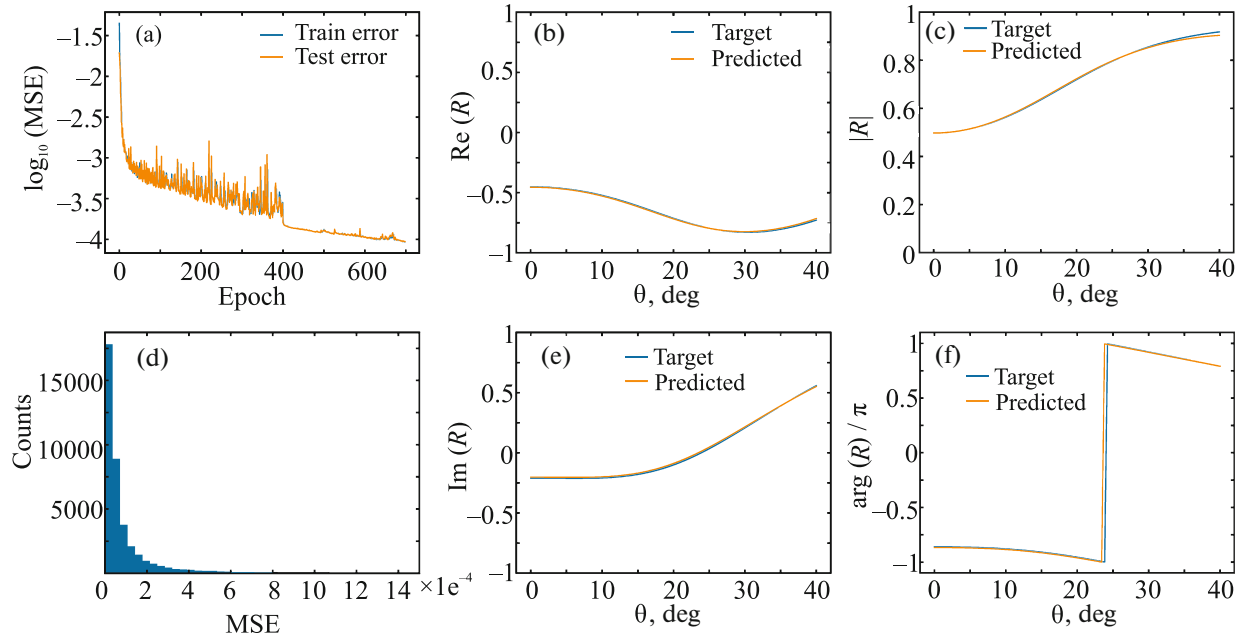 (a)
Train error
Test error
−1.5
−2
−2.5
−3
−3.5
−4
log₁₀ (MSE)
0
200
400
600
Epoch
(b)
Target
Predicted
1
0.5
0
−0.5
−1
Re (R)
0
10
20
30
40
θ, deg
(c)
Target
Predicted
1
0.8
0.6
0.4
0.2
0
|R|
0
10
20
30
40
θ, deg
(d)
15000
10000
5000
Counts
0
2
4
6
8
10
12
14
×1e⁻⁴
MSE
(e)
Target
Predicted
1
0.5
0
−0.5
−1
Im (R)
0
10
20
30
40
θ, deg
(f)
Target
Predicted
1
0.5
0
−0.5
−1
arg (R) / π
0
10
20
30
40
θ, deg